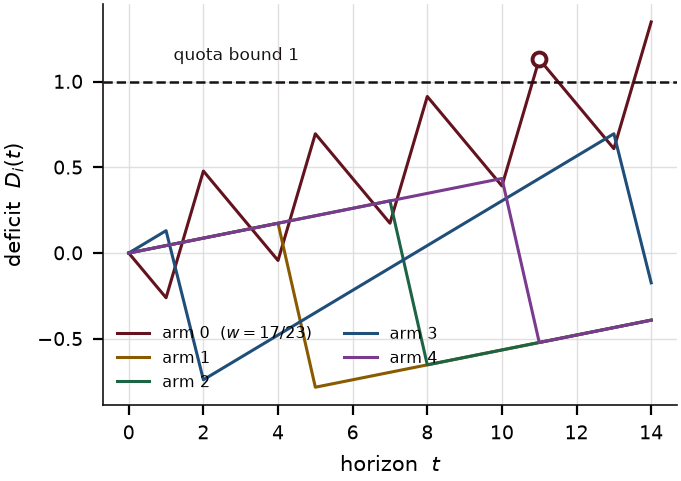 quota bound 1
1.0
0.5
0.0
−0.5
deficit D_i(t)
arm 0 (w = 17/23)
arm 1
arm 2
arm 3
arm 4
0 2 4 6 8 10 12 14
horizon t